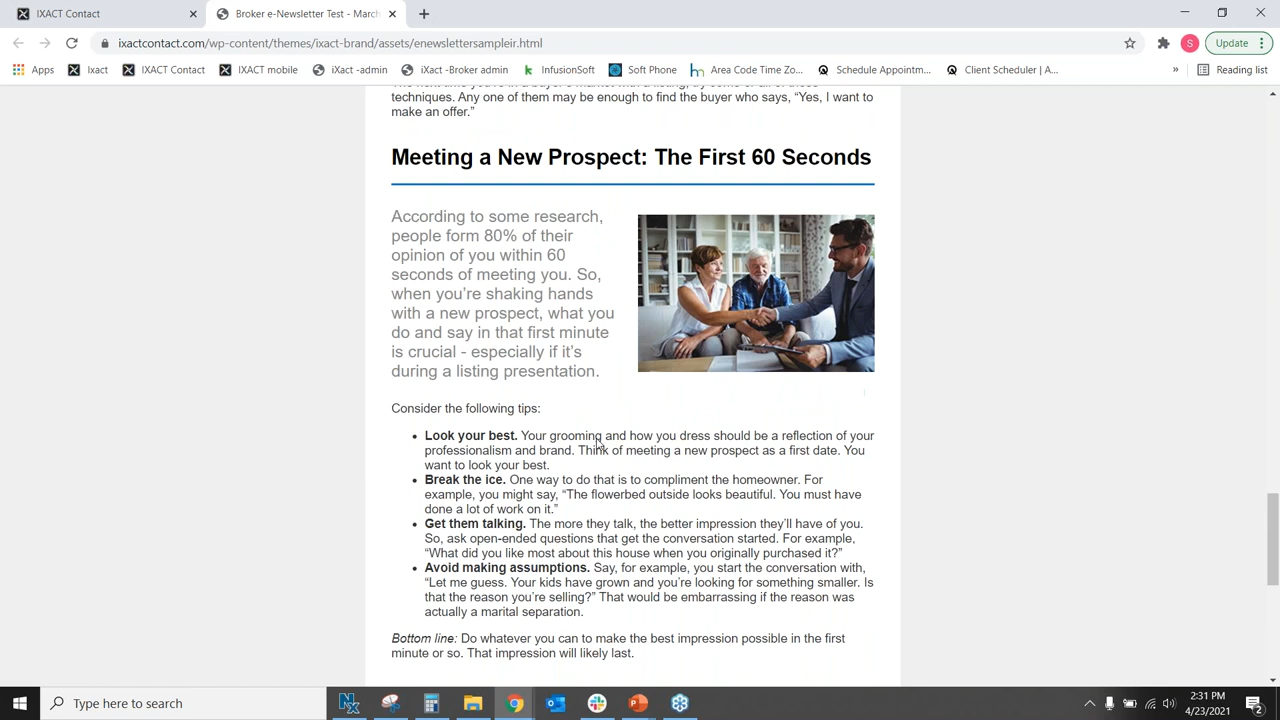 IXACT Contact
Broker e-Newsletter Test - March
ixactcontact.com/wp-content/themes/ixact-brand/assets/enewslettersampleir.html
S
Update
Apps
Ixact
IXACT Contact
IXACT mobile
iXact -admin
iXact -Broker admin
InfusionSoft
Soft Phone
Area Code Time Zo...
Schedule Appointm...
Client Scheduler | A...
»
Reading list
techniques. Any one of them may be enough to find the buyer who says, “Yes, I want to
make an offer.”
Meeting a New Prospect: The First 60 Seconds
According to some research,
people form 80% of their
opinion of you within 60
seconds of meeting you. So,
when you’re shaking hands
with a new prospect, what you
do and say in that first minute
is crucial - especially if it’s
during a listing presentation.
Consider the following tips:
• Look your best. Your grooming and how you dress should be a reflection of your
professionalism and brand. Think of meeting a new prospect as a first date. You
want to look your best.
• Break the ice. One way to do that is to compliment the homeowner. For
example, you might say, “The flowerbed outside looks beautiful. You must have
done a lot of work on it.”
• Get them talking. The more they talk, the better impression they’ll have of you.
So, ask open-ended questions that get the conversation started. For example,
“What did you like most about this house when you originally purchased it?”
• Avoid making assumptions. Say, for example, you start the conversation with,
“Let me guess. Your kids have grown and you’re looking for something smaller. Is
that the reason you’re selling?” That would be embarrassing if the reason was
actually a marital separation.
Bottom line: Do whatever you can to make the best impression possible in the first
minute or so. That impression will likely last.
Type here to search
2:31 PM
4/23/2021
2